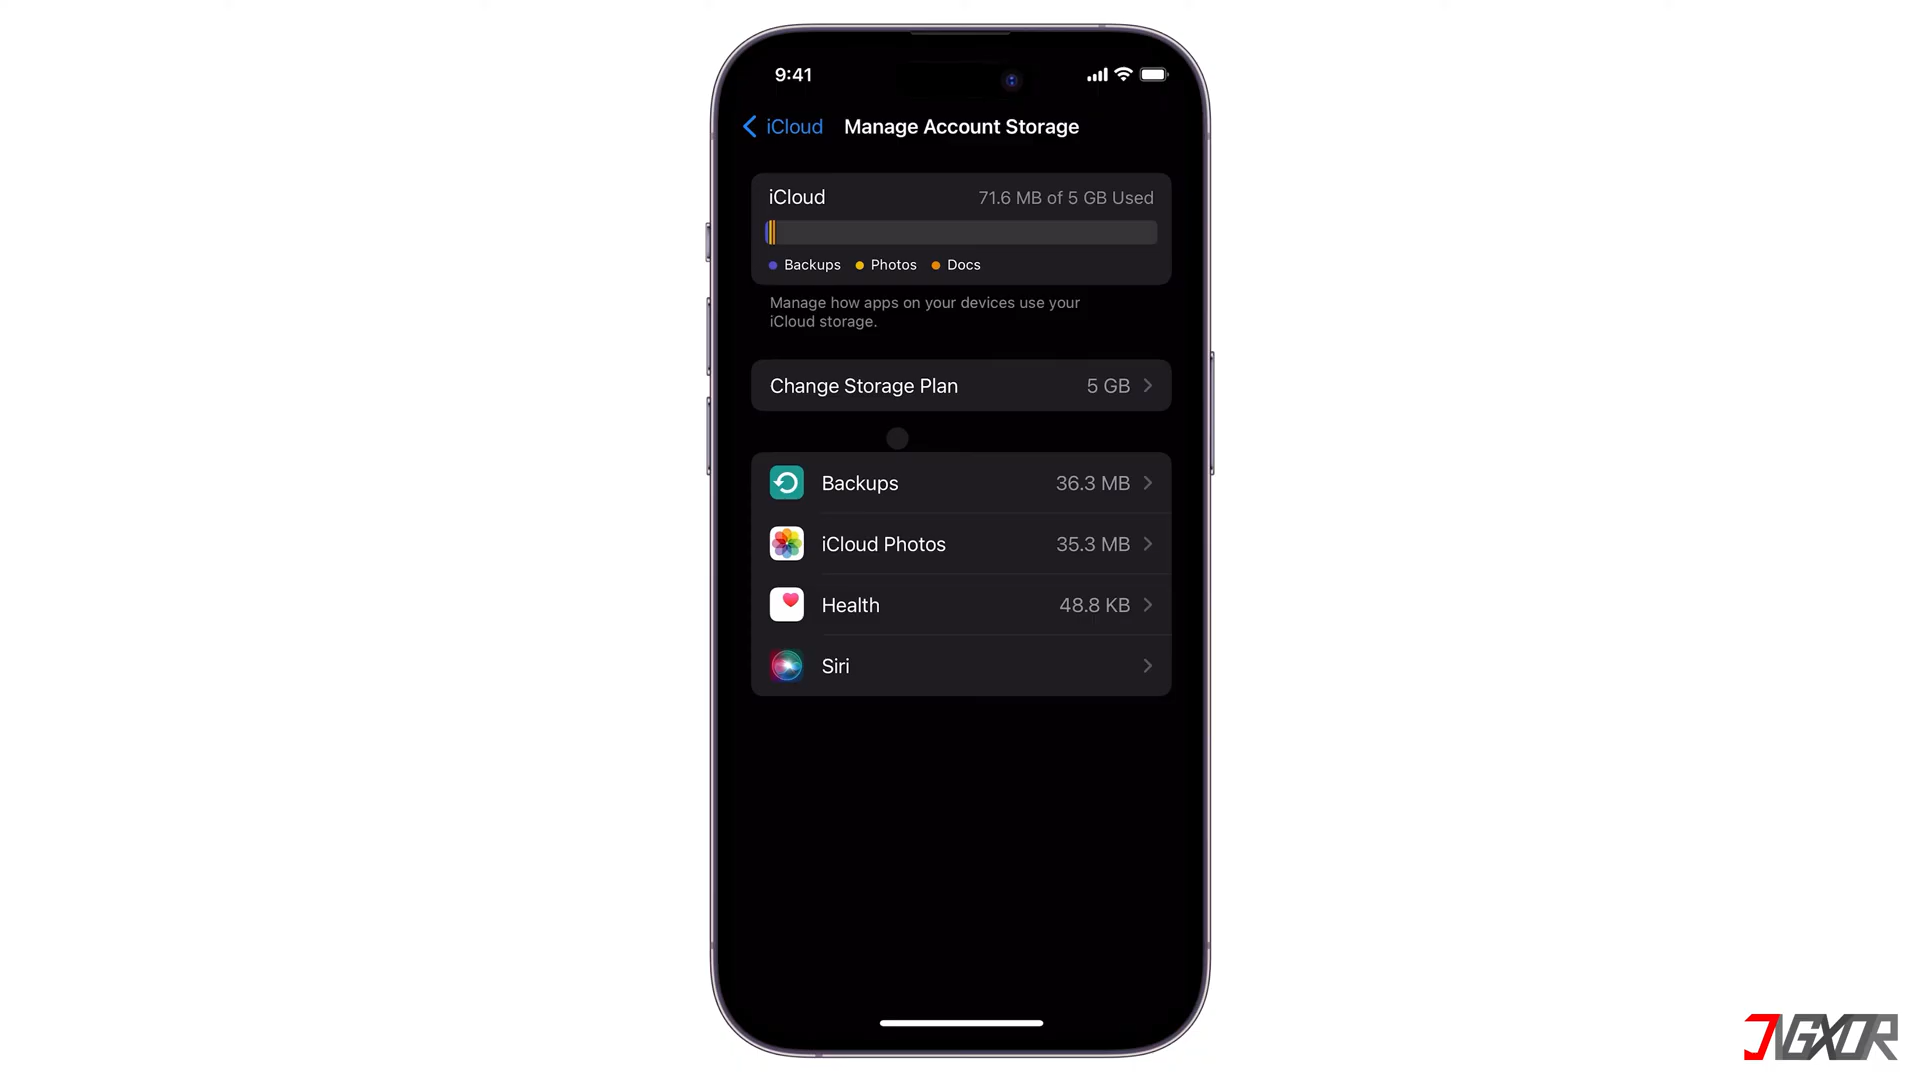 9:41
iCloud Manage Account Storage
iCloud 71.6 MB of 5 GB Used
Backups Photos Docs
Manage how apps on your devices use your
iCloud storage.
Change Storage Plan 5 GB
Backups 36.3 MB
iCloud Photos 35.3 MB
Health 48.8 KB
Siri
JVGXOR